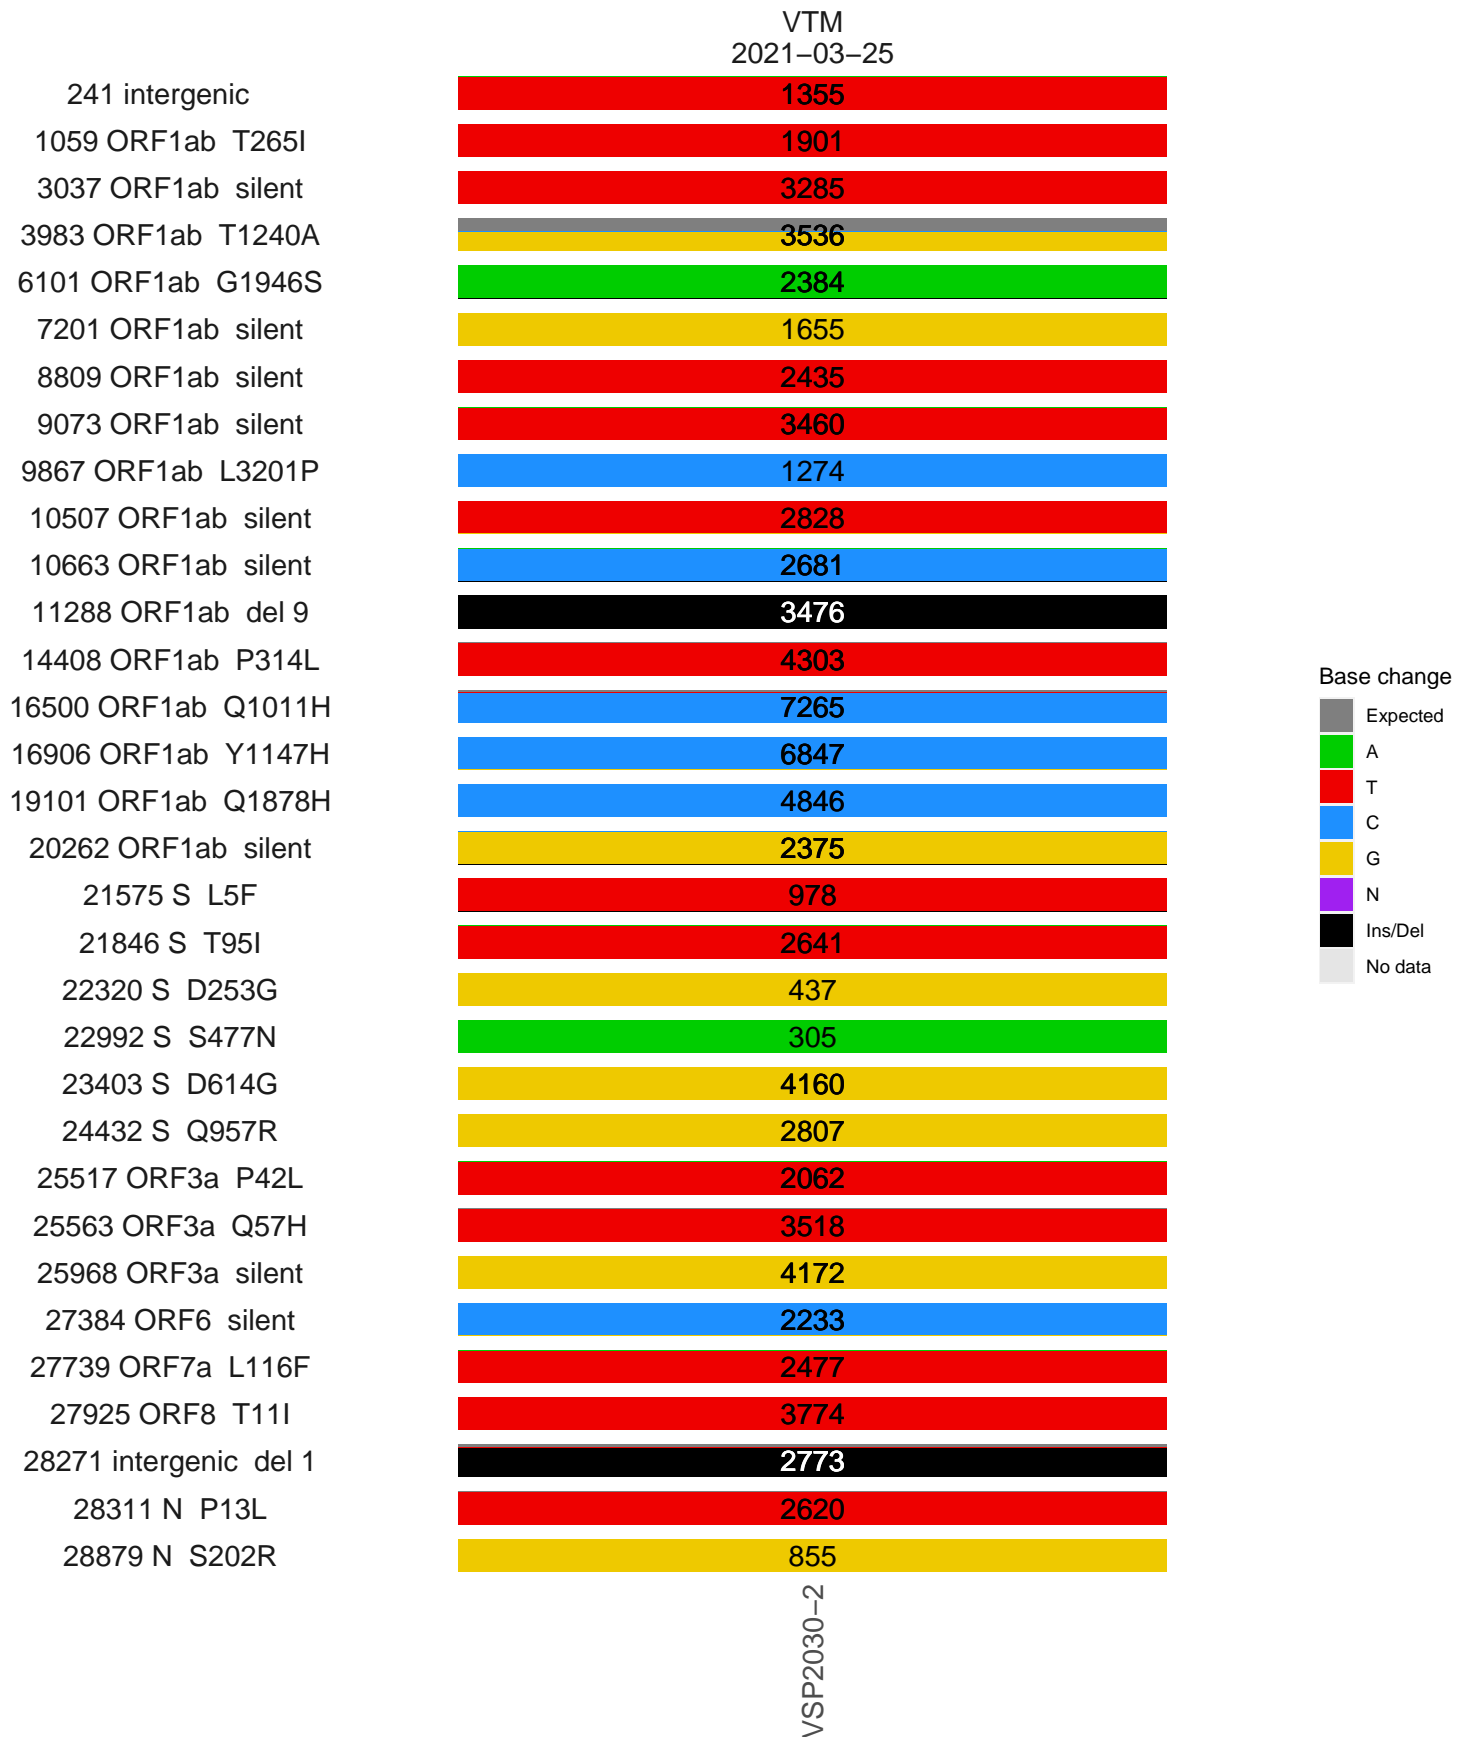 VTM
2021−03−25
241 intergenic 1355
1059 ORF1ab T265I 1901
3037 ORF1ab silent 3285
3983 ORF1ab T1240A 3536
6101 ORF1ab G1946S 2384
7201 ORF1ab silent 1655
8809 ORF1ab silent 2435
9073 ORF1ab silent 3460
9867 ORF1ab L3201P 1274
10507 ORF1ab silent 2828
10663 ORF1ab silent 2681
11288 ORF1ab del 9 3476
14408 ORF1ab P314L 4303
16500 ORF1ab Q1011H 7265
16906 ORF1ab Y1147H 6847
19101 ORF1ab Q1878H 4846
20262 ORF1ab silent 2375
21575 S L5F 978
21846 S T95I 2641
22320 S D253G 437
22992 S S477N 305
23403 S D614G 4160
24432 S Q957R 2807
25517 ORF3a P42L 2062
25563 ORF3a Q57H 3518
25968 ORF3a silent 4172
27384 ORF6 silent 2233
27739 ORF7a L116F 2477
27925 ORF8 T11I 3774
28271 intergenic del 1 2773
28311 N P13L 2620
28879 N S202R 855
VSP2030−2
Base change
Expected
A
T
C
G
N
Ins/Del
No data